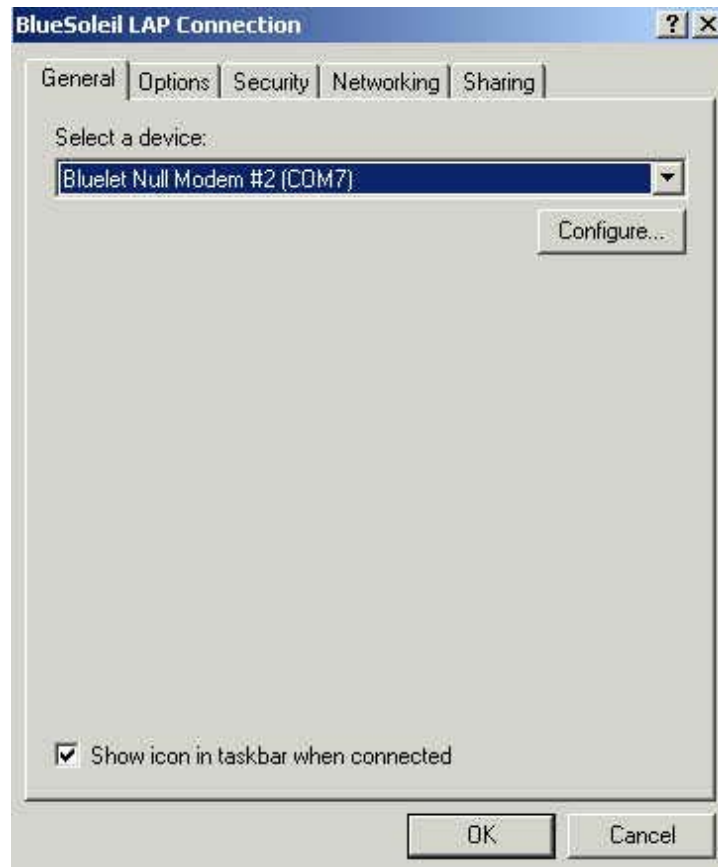 BlueSoleil LAP Connection
General Options Security Networking Sharing
Select a device:
Bluelet Null Modem #2 (COM7)
Configure...
Show icon in taskbar when connected
OK Cancel